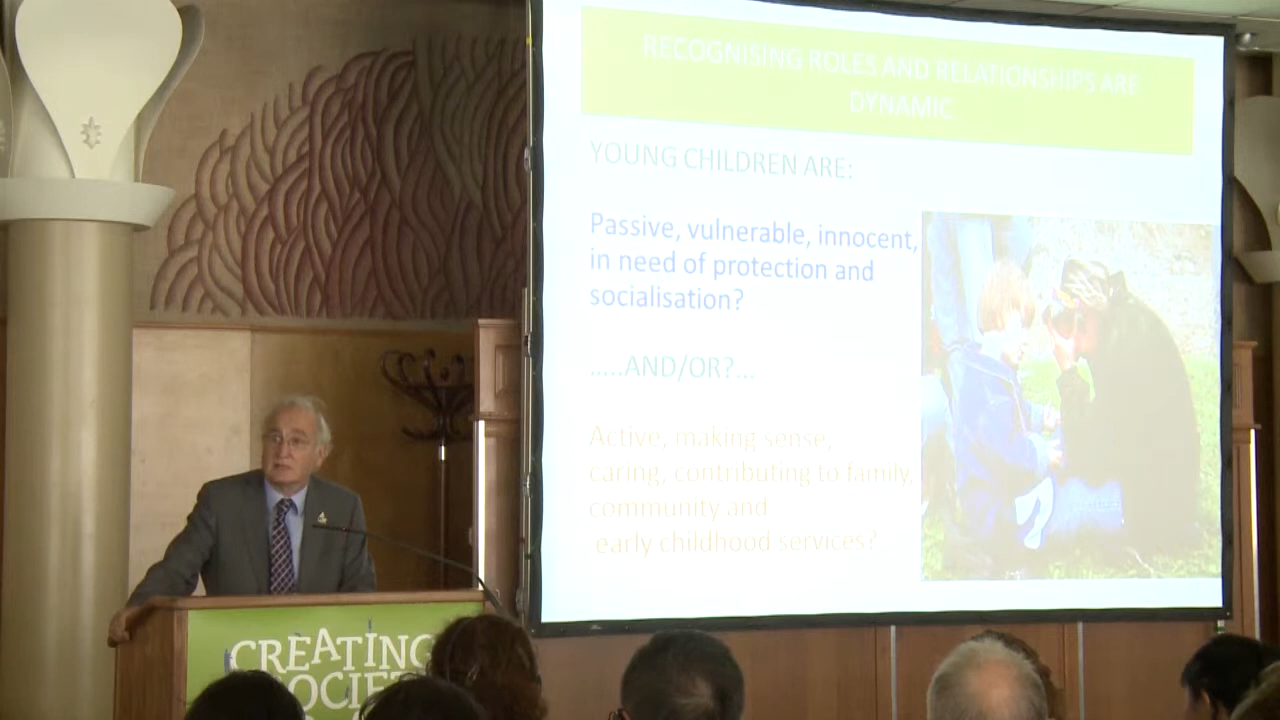 RECOGNISING ROLES AND RELATIONSHIPS ARE
DYNAMIC
YOUNG CHILDREN ARE:
Passive, vulnerable, innocent,
in need of protection and
socialisation?
.....AND/OR?...
Active, making sense,
caring, contributing to family,
community and
early childhood services?
CREATING